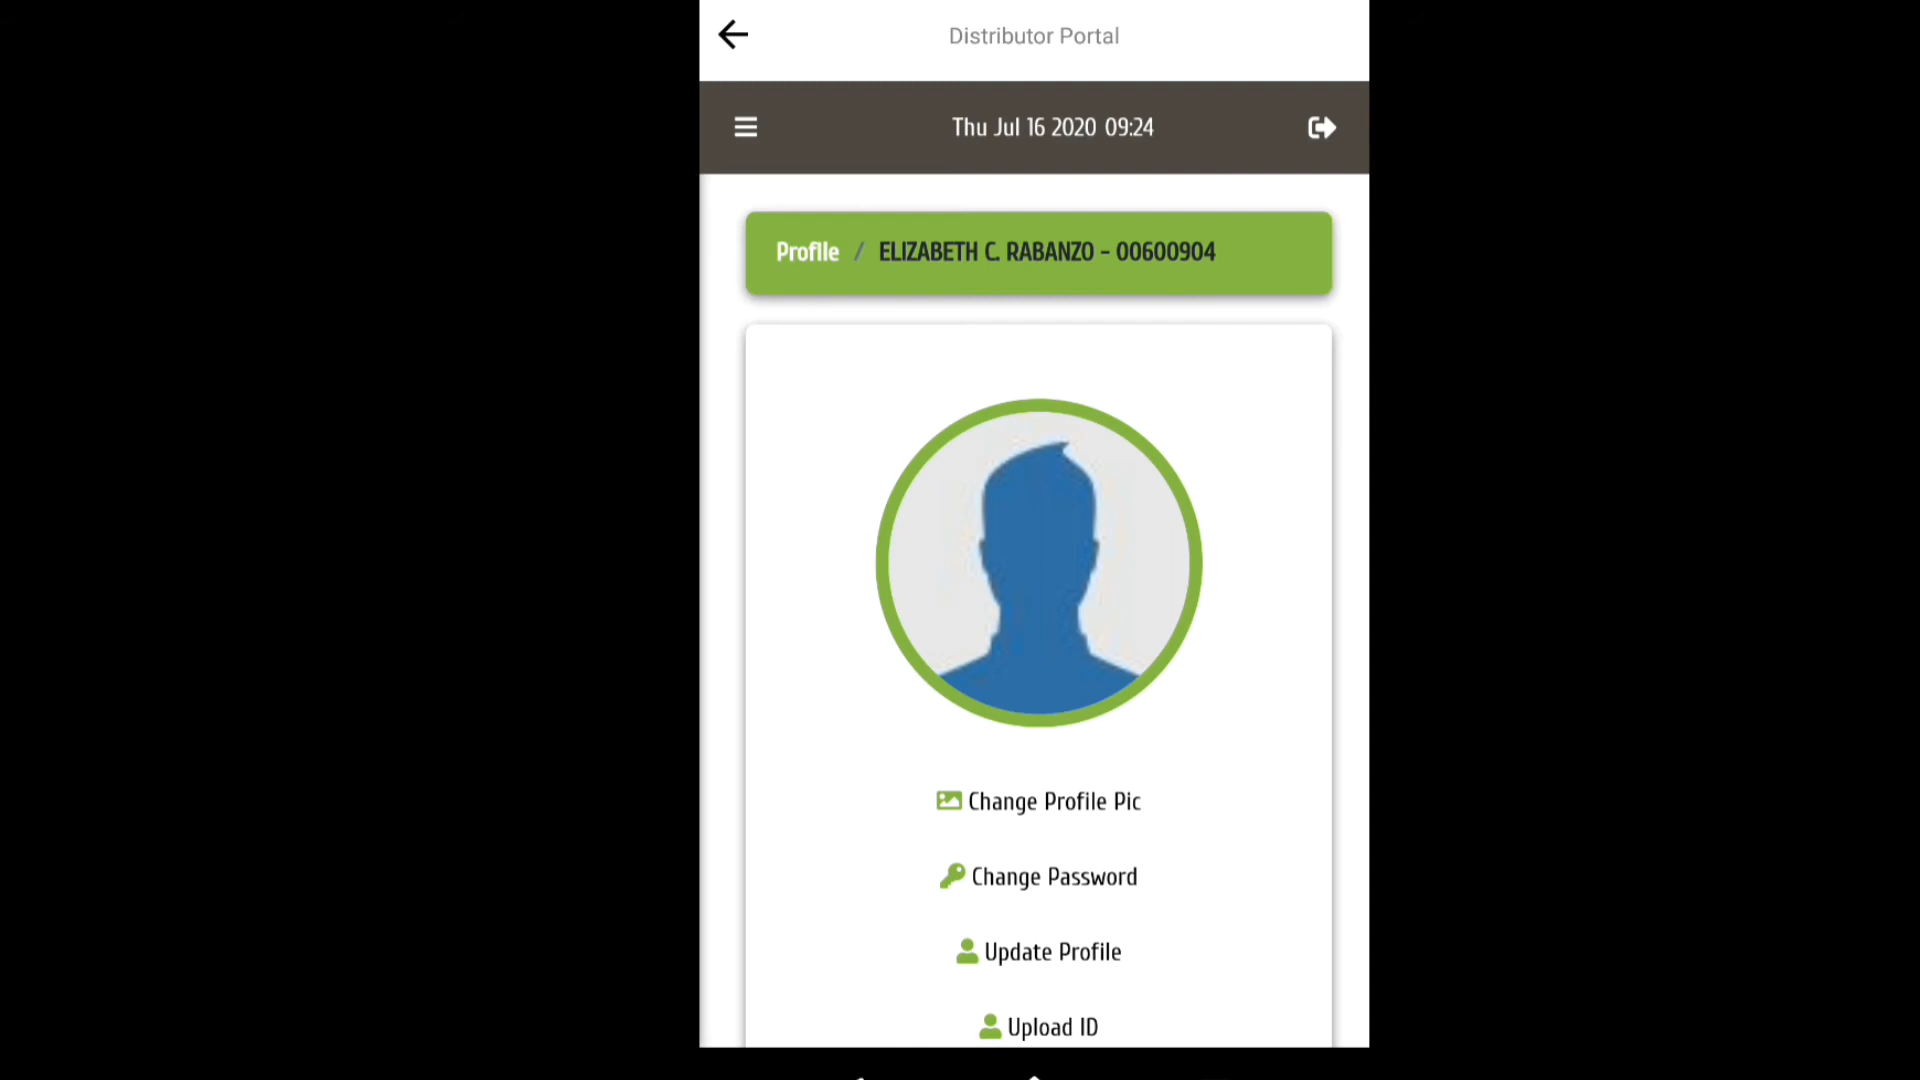 Distributor Portal
Thu Jul 16 2020 09:24
Profile / ELIZABETH C. RABANZO - 00600904
Change Profile Pic
Change Password
Update Profile
Upload ID